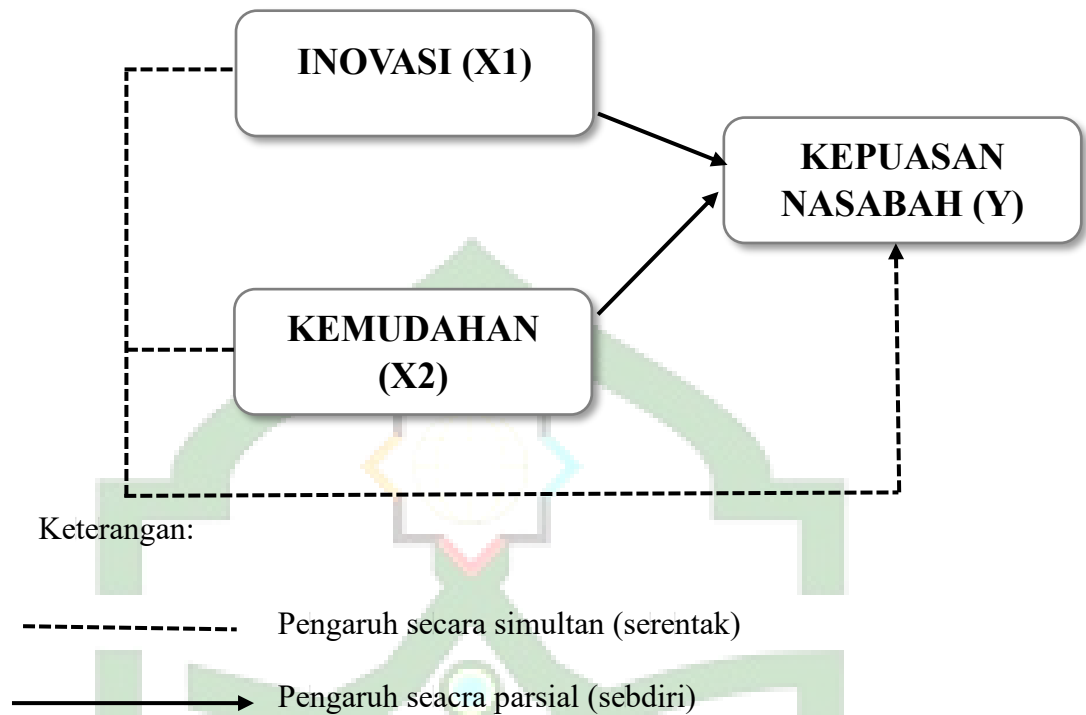 INOVASI (X1)
KEPUASAN
NASABAH (Y)
KEMUDAHAN
(X2)
Keterangan:
Pengaruh secara simultan (serentak)
Pengaruh seacra parsial (sebdiri)